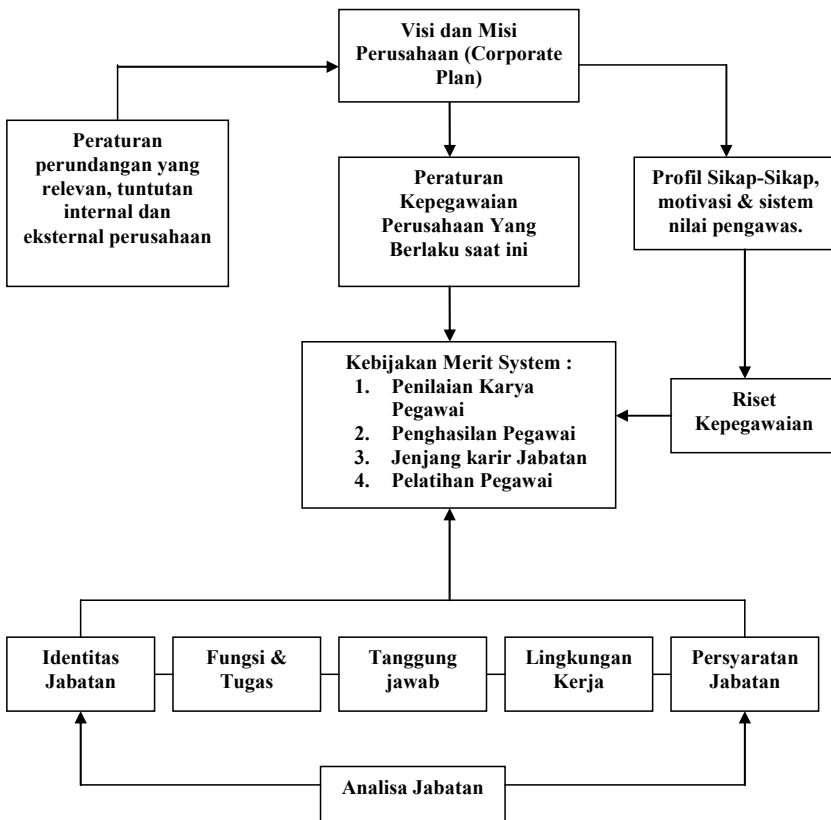 Visi dan Misi
Perusahaan (Corporate
Plan)
Peraturan
perundangan yang
relevan, tuntutan
internal dan
eksternal perusahaan
Peraturan
Kepegawaian
Perusahaan Yang
Berlaku saat ini
Profil Sikap-Sikap,
motivasi & sistem
nilai pengawas.
Kebijakan Merit System :
1. Penilaian Karya
Pegawai
2. Penghasilan Pegawai
3. Jenjang karir Jabatan
4. Pelatihan Pegawai
Riset
Kepegawaian
Identitas
Jabatan
Fungsi &
Tugas
Tanggung
jawab
Lingkungan
Kerja
Persyaratan
Jabatan
Analisa Jabatan